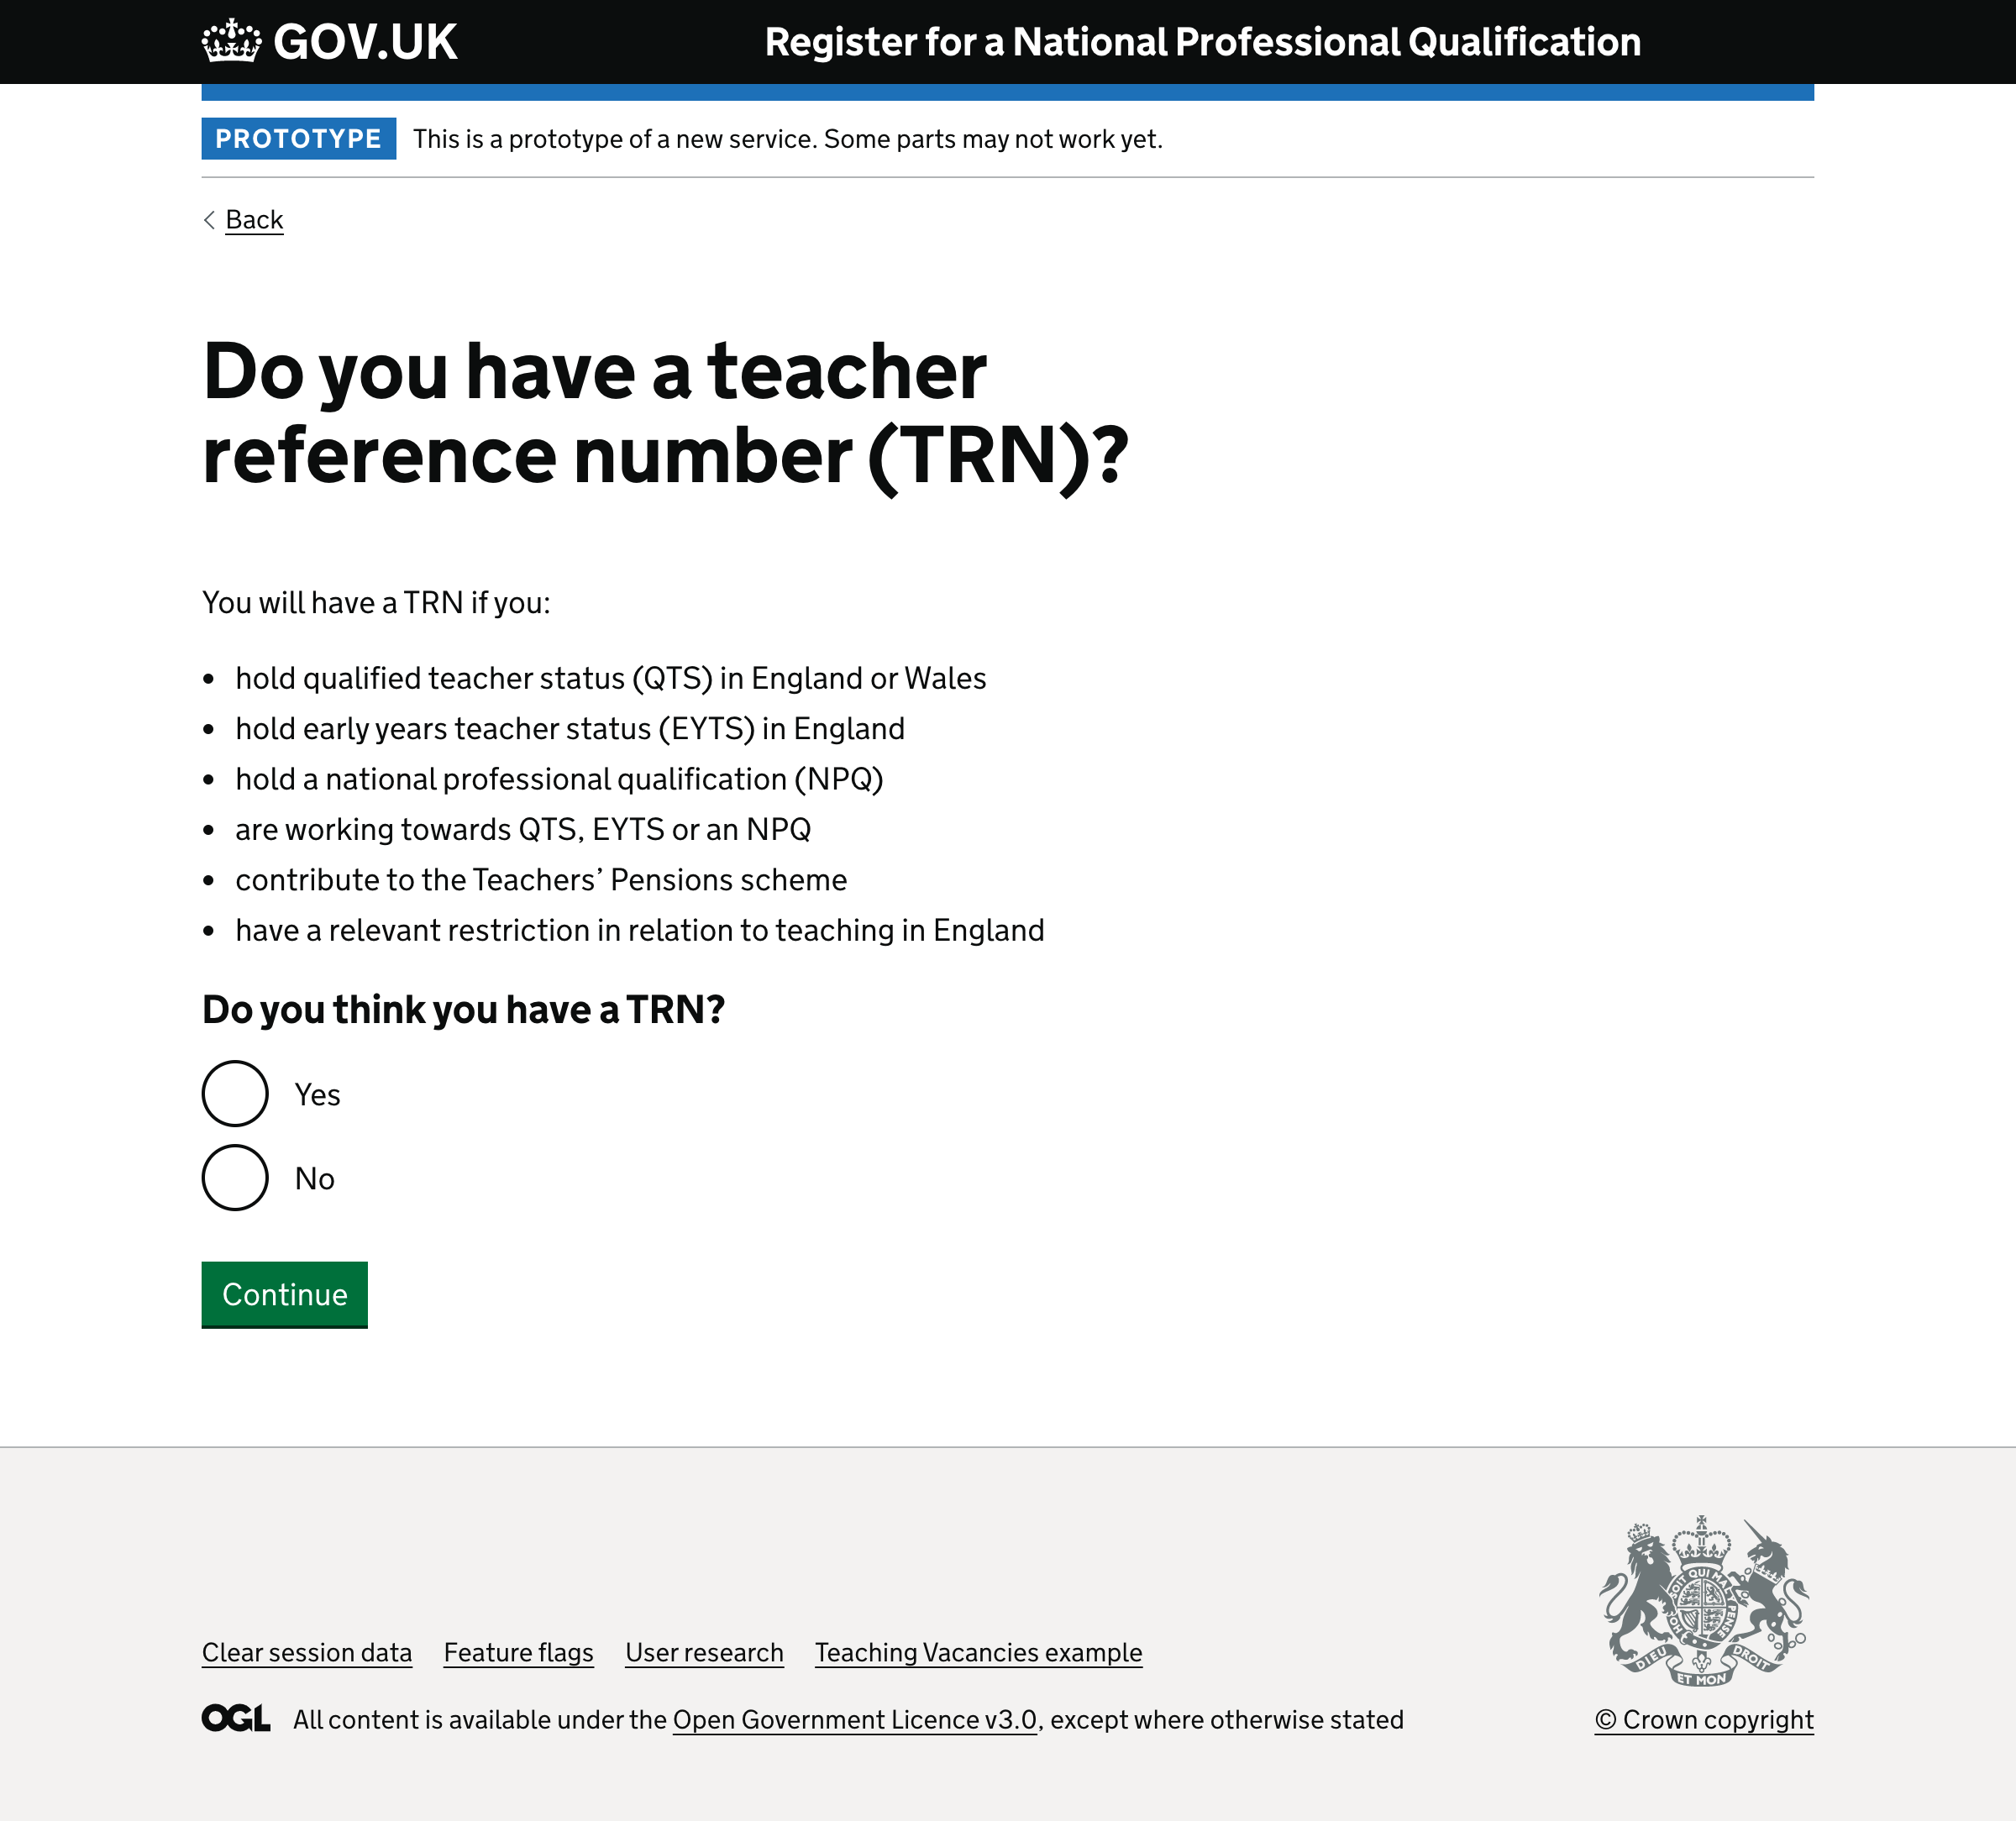 GOV.UK
Register for a National Professional Qualification
PROTOTYPE This is a prototype of a new service. Some parts may not work yet.
Back
Do you have a teacher
reference number (TRN)?
You will have a TRN if you:
• hold qualified teacher status (QTS) in England or Wales
• hold early years teacher status (EYTS) in England
• hold a national professional qualification (NPQ)
• are working towards QTS, EYTS or an NPQ
• contribute to the Teachers’ Pensions scheme
• have a relevant restriction in relation to teaching in England
Do you think you have a TRN?
Yes
No
Continue
SOIT QUI MAL
PENSE
HON
DIEU ET MON DROIT
Clear session data Feature flags User research Teaching Vacancies example
OGL All content is available under the Open Government Licence v3.0, except where otherwise stated
© Crown copyright